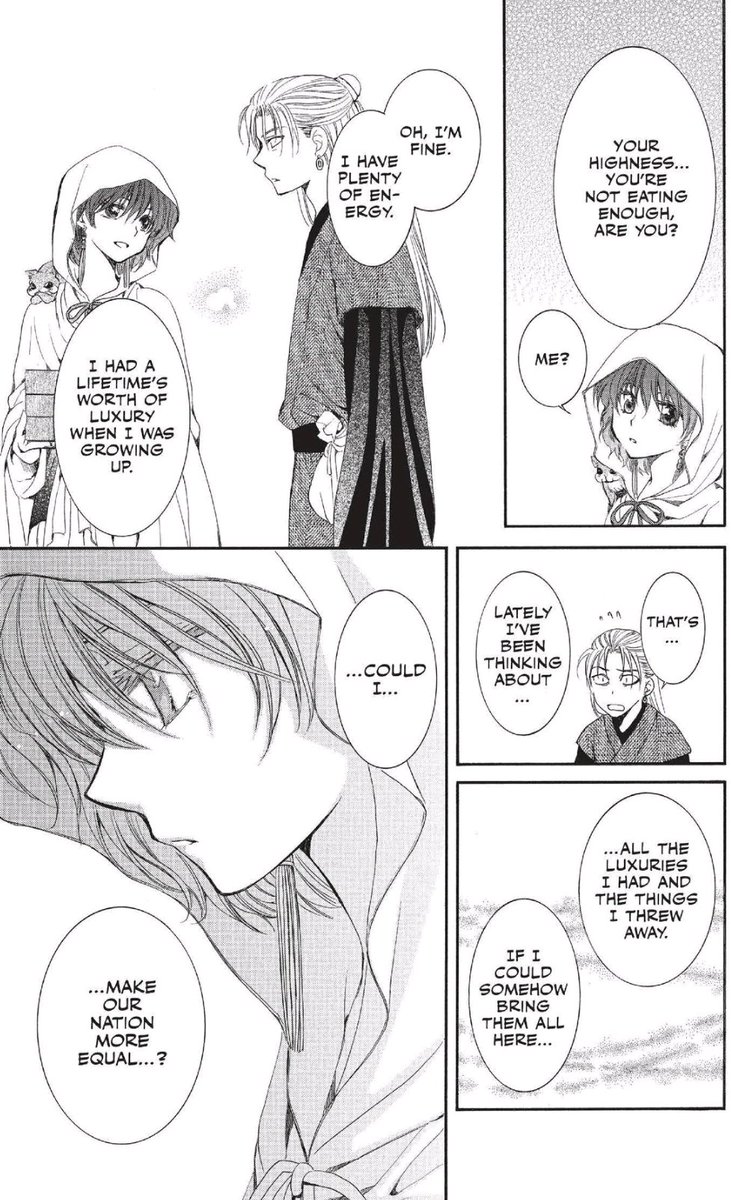 YOUR
HIGHNESS...
YOU'RE
NOT EATING
ENOUGH,
ARE YOU?
ME?
OH, I'M
FINE.
I HAVE
PLENTY
OF EN-
ERGY.
I HAD A
LIFETIME'S
WORTH OF
LUXURY
WHEN I WAS
GROWING
UP.
THAT'S
...
LATELY
I'VE
BEEN
THINKING
ABOUT
...
...ALL THE
LUXURIES
I HAD AND
THE THINGS
I THREW
AWAY.
IF I
COULD
SOMEHOW
BRING
THEM ALL
HERE...
...COULD
I...
...MAKE
OUR
NATION
MORE
EQUAL...?